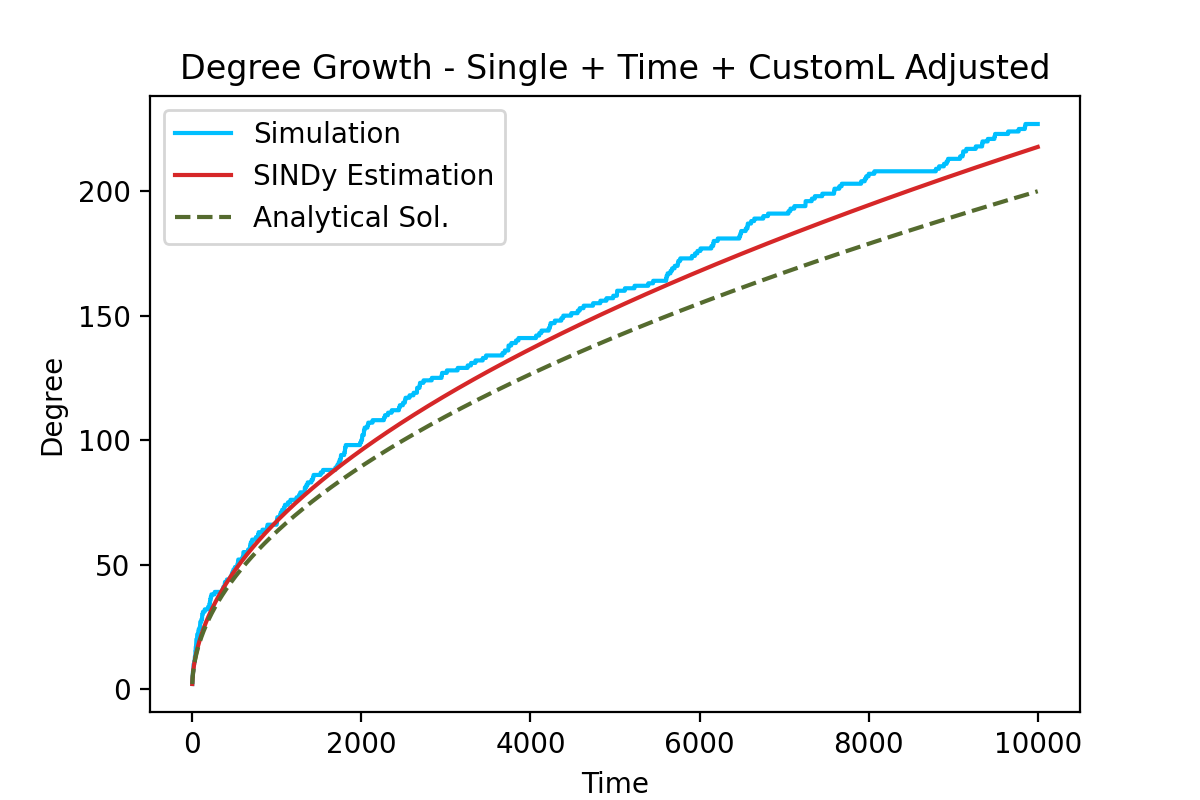 Degree Growth - Single + Time + CustomL Adjusted
Simulation
SINDy Estimation
Analytical Sol.
200
150
100
50
0
Degree
0 2000 4000 6000 8000 10000
Time